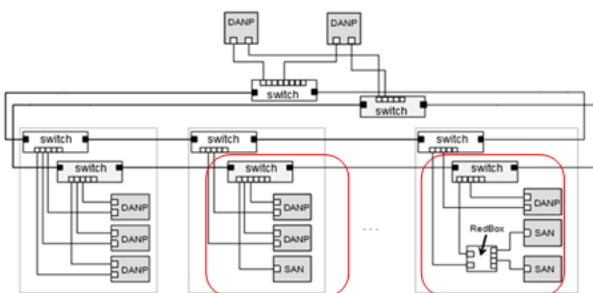 DANP DANP
switch
switch
switch switch switch
switch switch switch
DANP DANP DANP
DANP DANP RedBox SAN
DANP SAN SAN
...